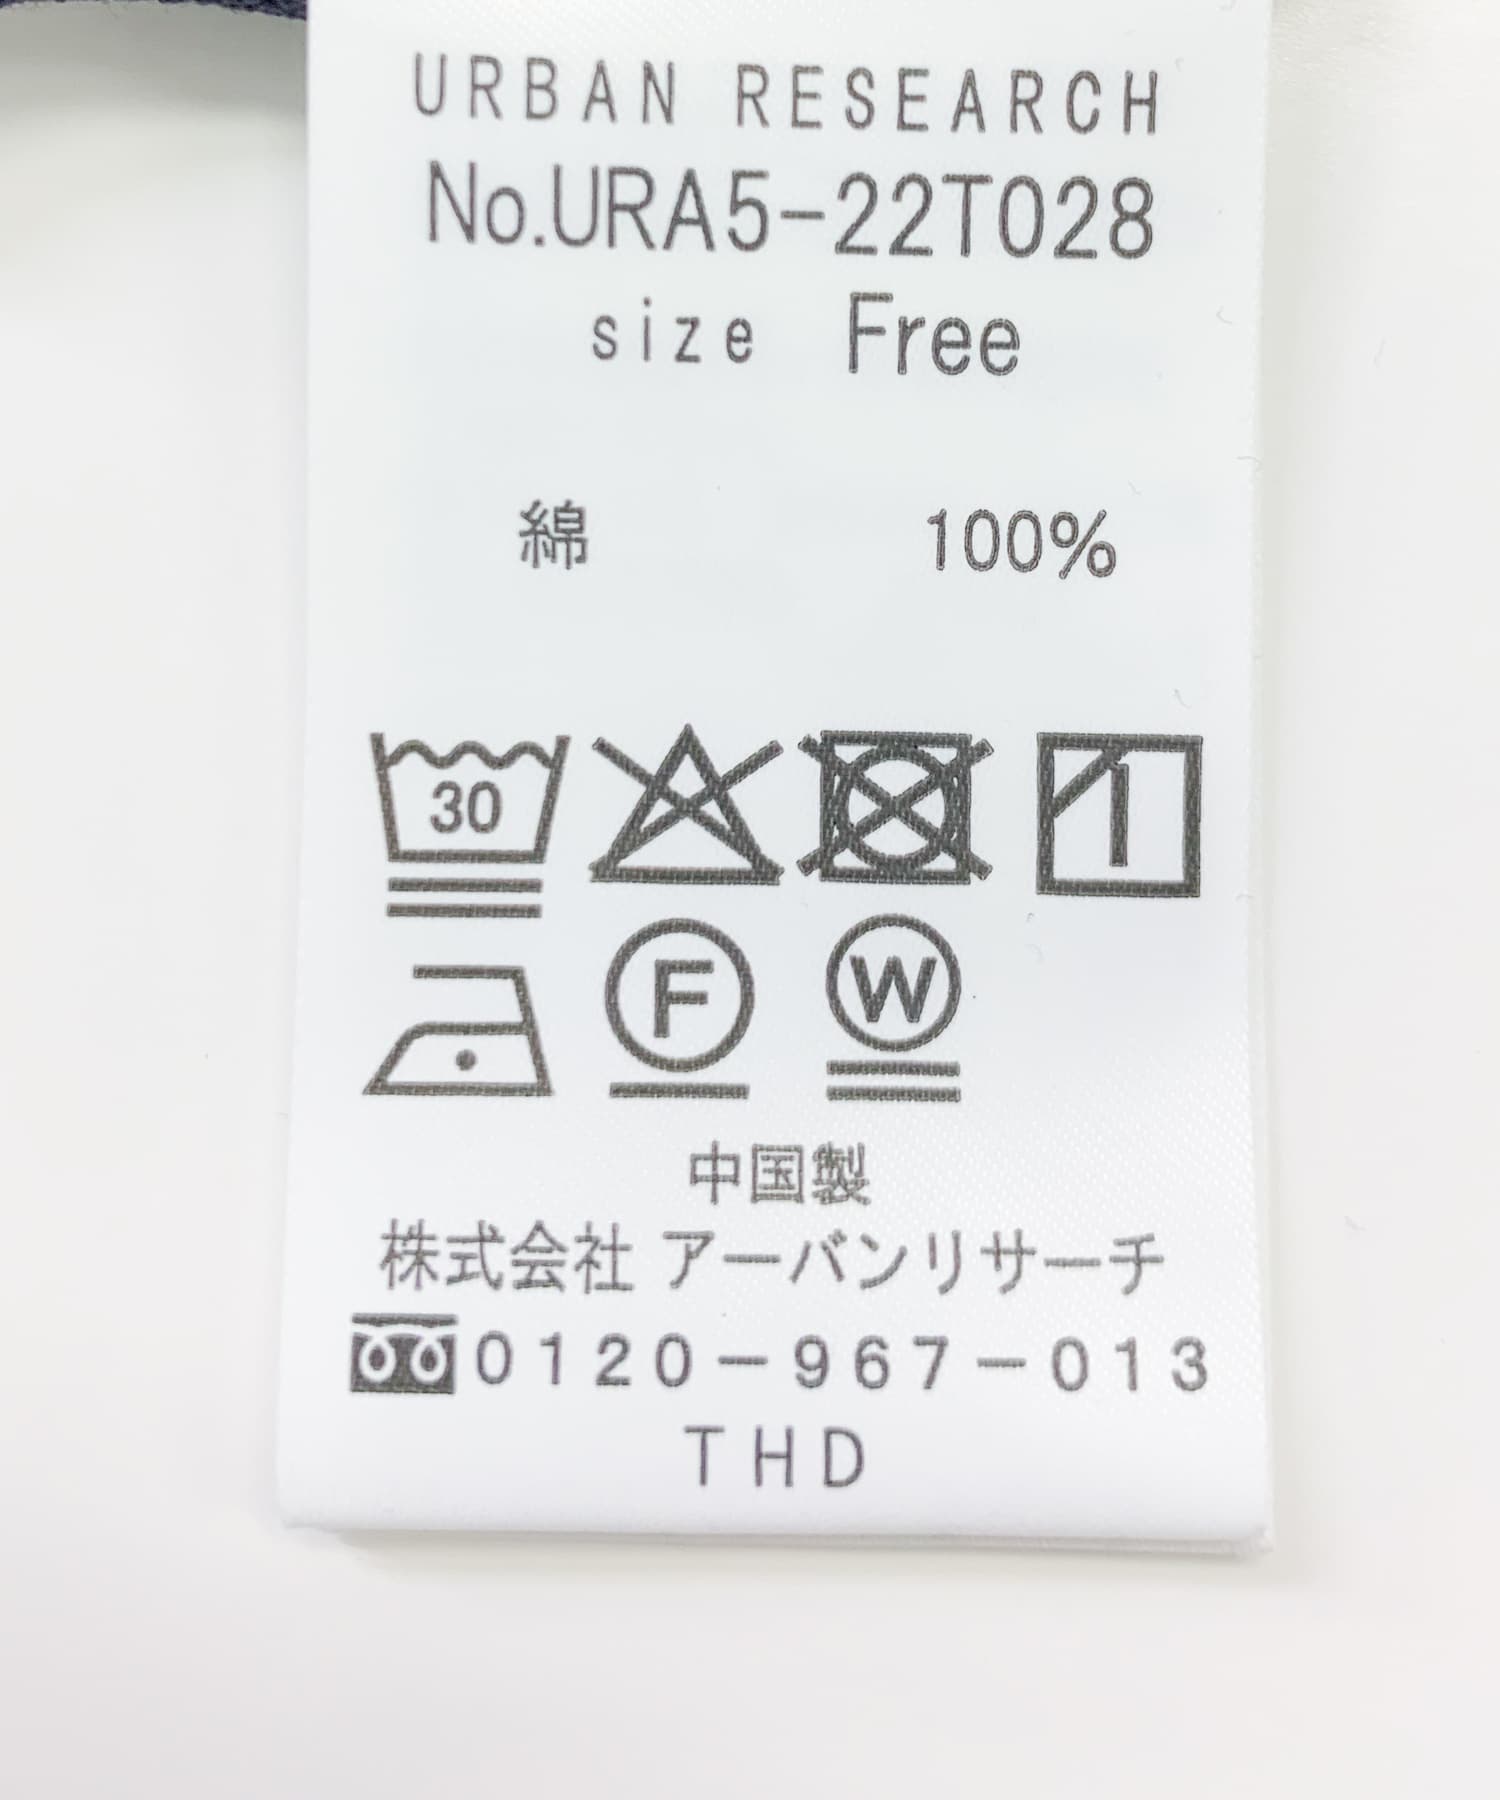 URBAN RESEARCH
No.URA5-22T028
size Free
綿 100%
30
F W
中国製
株式会社 アーバンリサーチ
0120-967-013
THD